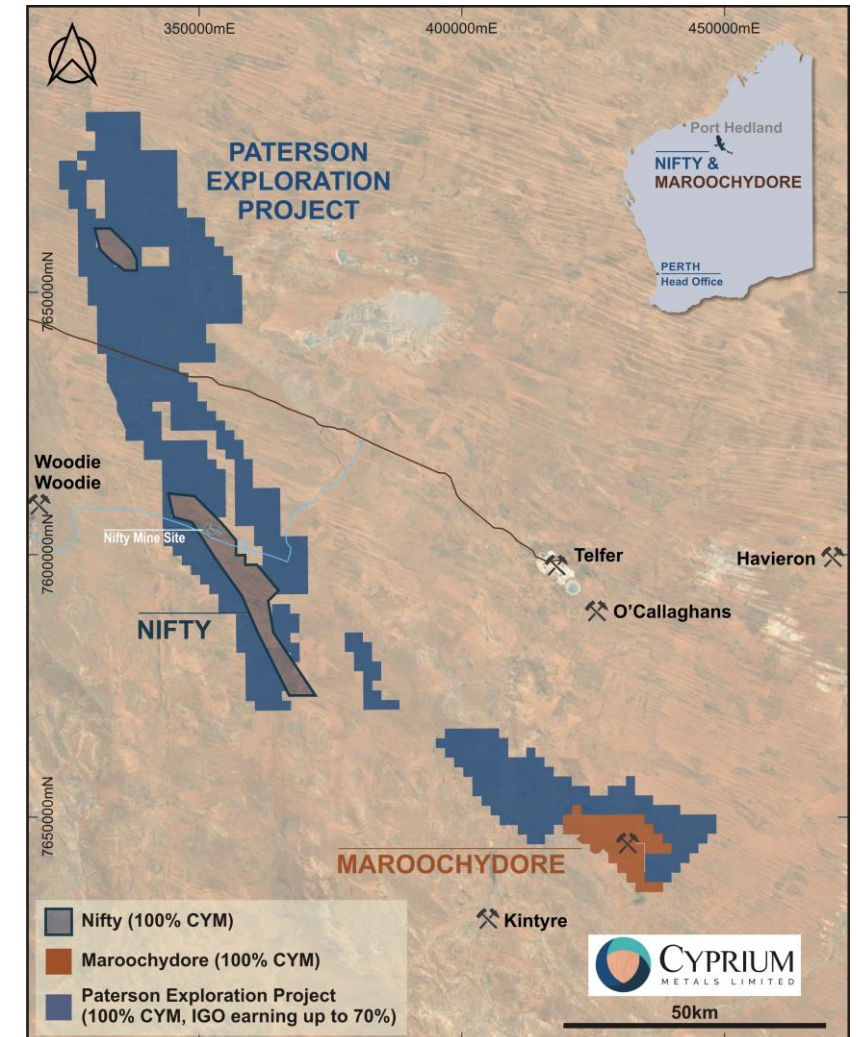 350000mE
400000mE
450000mE
PATERSON
EXPLORATION
PROJECT
Port Hedland
NIFTY &
MAROOCHYDORE
PERTH
Head Office
7650000mN
Woodie
Woodie
Nifty Mine Site
7600000mN
Telfer
Havieron
O'Callaghans
NIFTY
7650000mN
MAROOCHYDORE
Kintyre
Nifty (100% CYM)
Maroochydore (100% CYM)
Paterson Exploration Project
(100% CYM, IGO earning up to 70%)
CYPRIUM
METALS LIMITED
50km